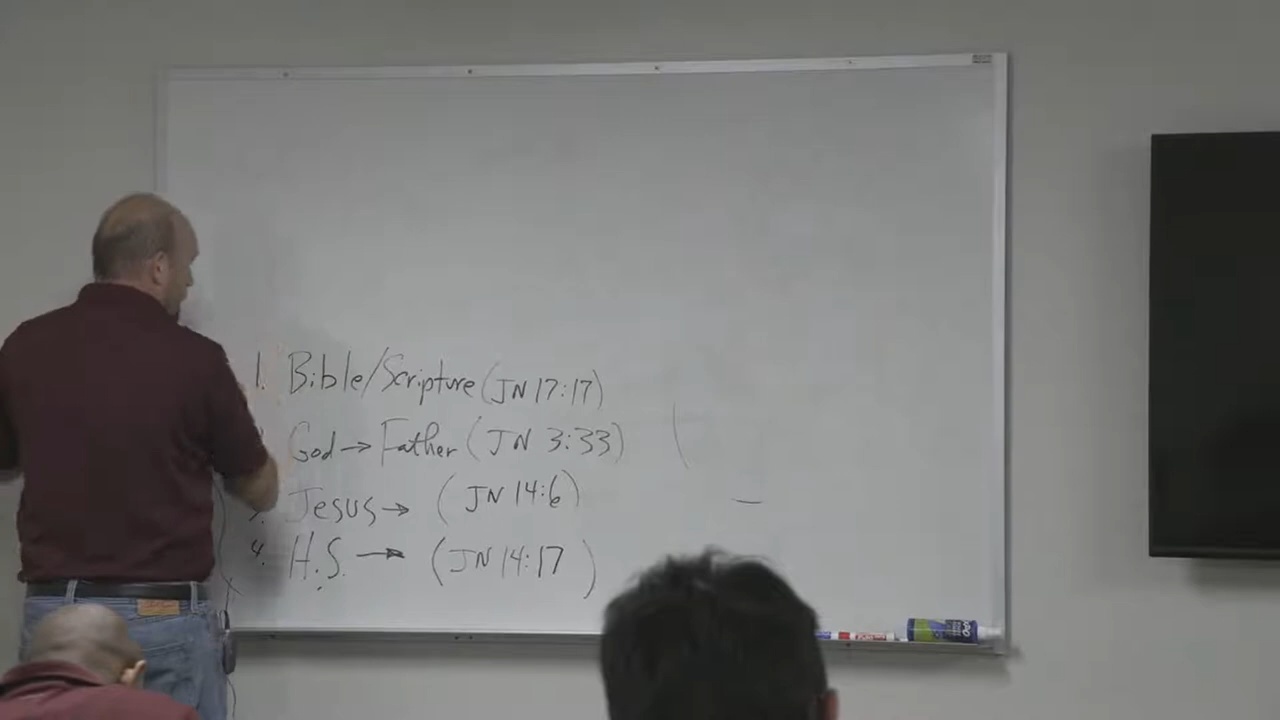 1. Bible/Scripture (JN 17:17)
God → Father (JN 3:33)
3. Jesus → (JN 14:6)
4. H.S. → (JN 14:17)